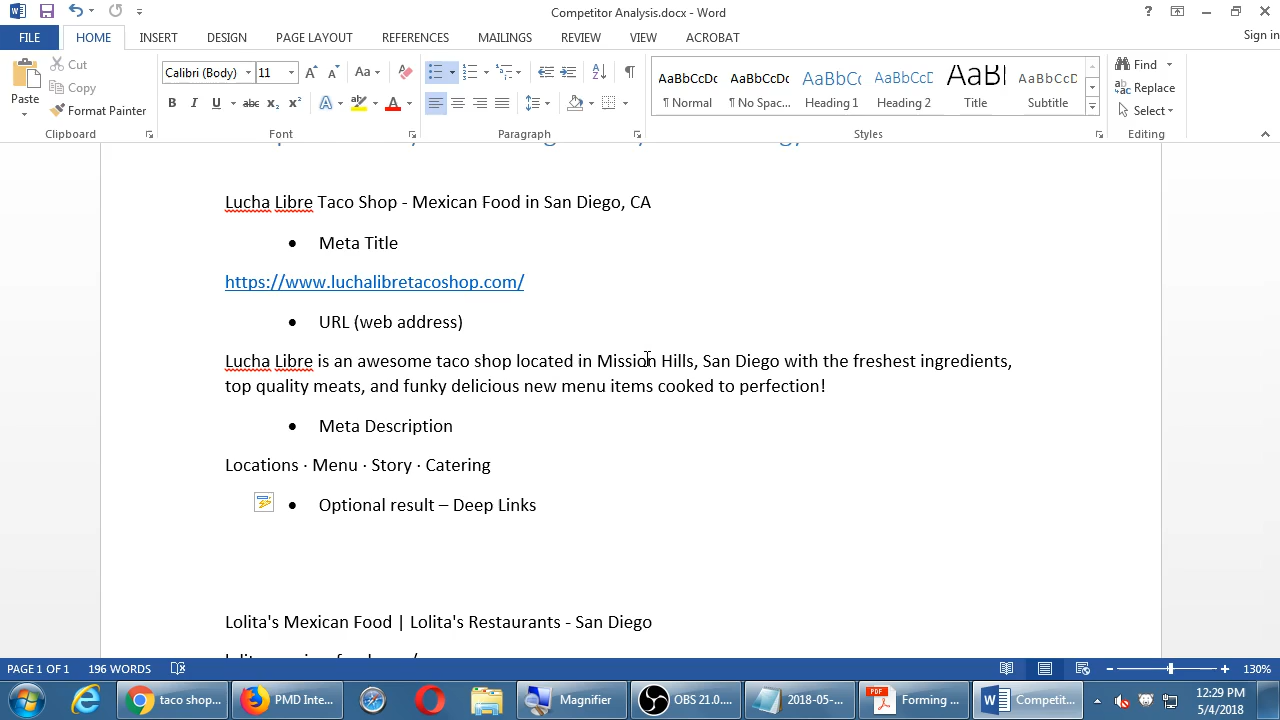 Competitor Analysis.docx - Word
Sign in
FILE HOME INSERT DESIGN PAGE LAYOUT REFERENCES MAILINGS REVIEW VIEW ACROBAT
Paste
Cut
Copy
Format Painter
Clipboard
Calibri (Body) 11
Font
Paragraph
AaBbCcDc AaBbCcDc AaBbCc AaBbCcD AaB AaBbCcD
¶ Normal ¶ No Spac... Heading 1 Heading 2 Title Subtitle
Styles
Find
Replace
Select
Editing
Lucha Libre Taco Shop - Mexican Food in San Diego, CA
• Meta Title
https://www.luchalibretacoshop.com/
• URL (web address)
Lucha Libre is an awesome taco shop located in Mission Hills, San Diego with the freshest ingredients,
top quality meats, and funky delicious new menu items cooked to perfection!
• Meta Description
Locations · Menu · Story · Catering
• Optional result – Deep Links
Lolita's Mexican Food | Lolita's Restaurants - San Diego
PAGE 1 OF 1 196 WORDS 130%
taco shop... PMD Inte... Magnifier OBS 21.0.... 2018-05-... Forming ... Competit...
12:29 PM
5/4/2018